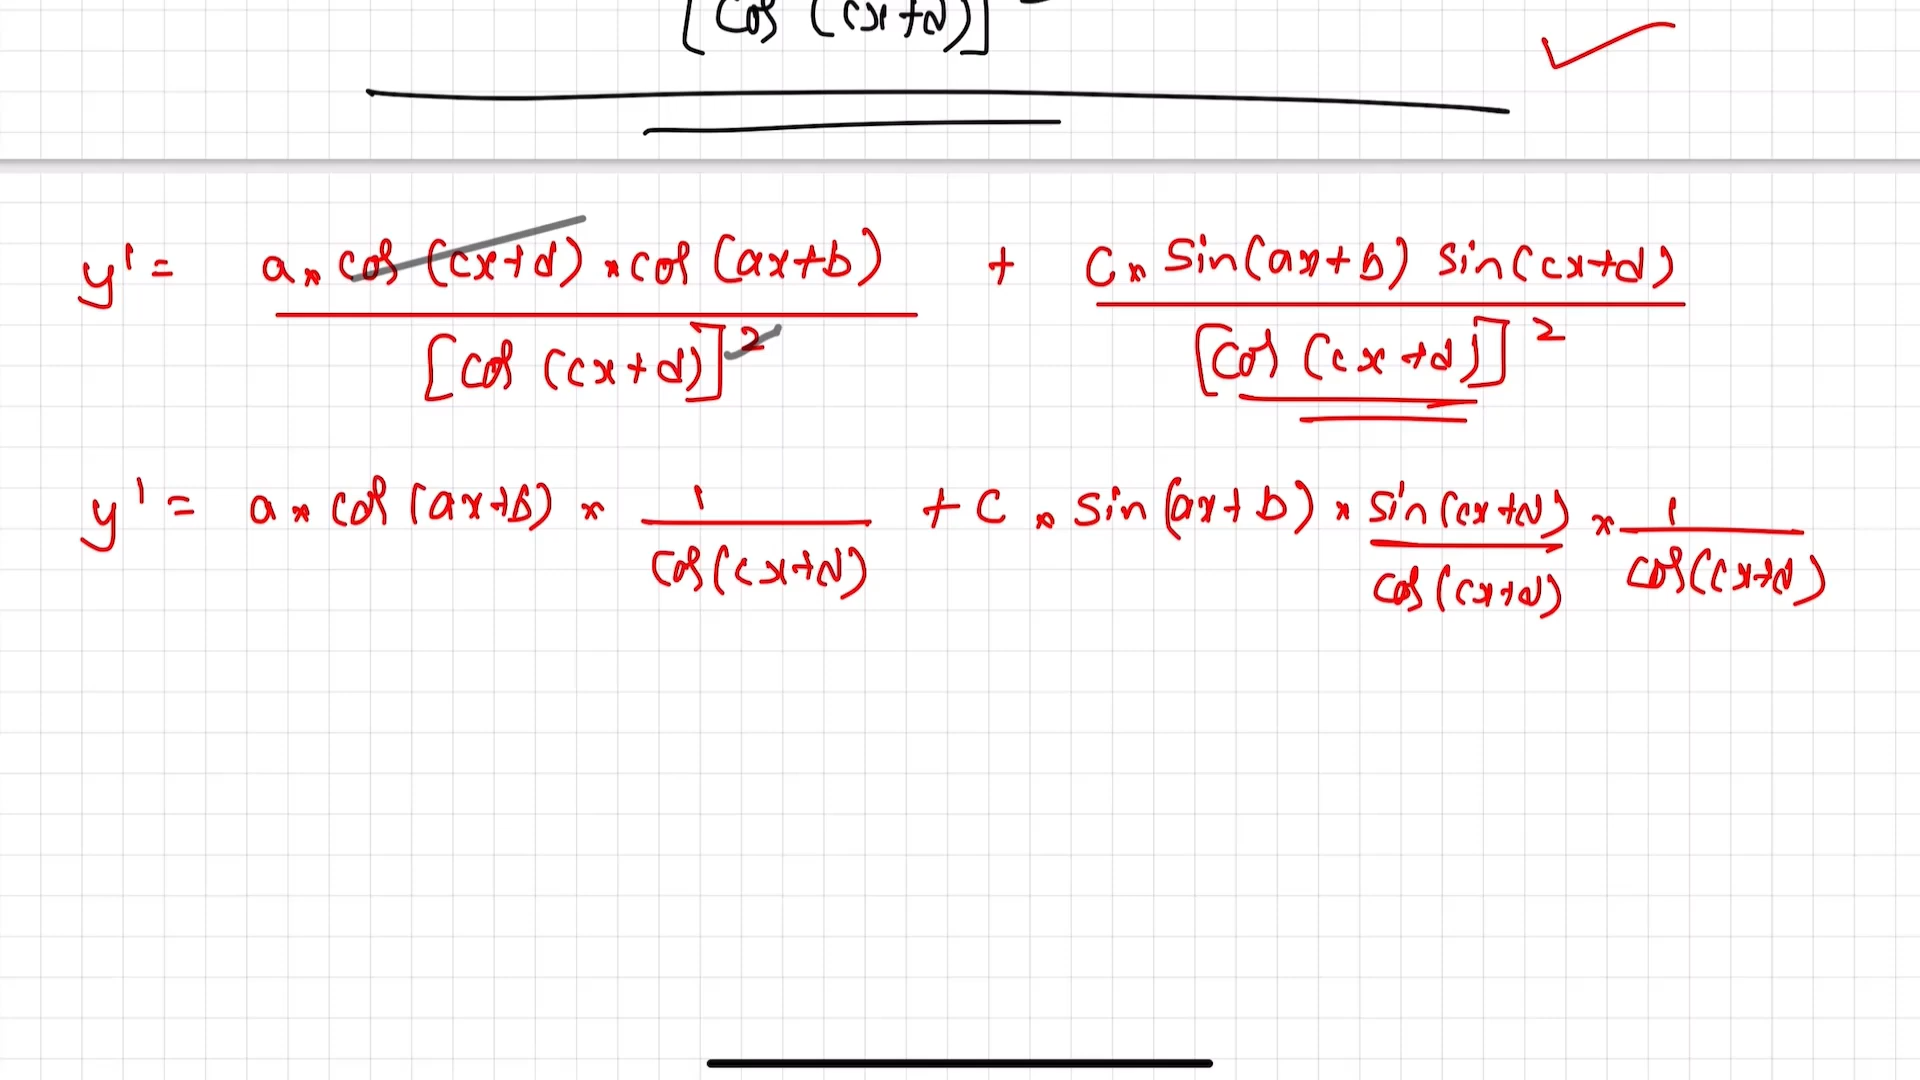 [Cos (cx+d)]
y' = a * cos (cx+d) * cos (ax+b) / [cos (cx+d)]² + c * sin(ax+b) sin(cx+d) / [cos (cx+d)]²
y' = a * cos (ax+b) * 1 / cos(cx+d) + c * sin (ax+b) * sin (cx+d) / cos (cx+d) * 1 / cos(cx+d)